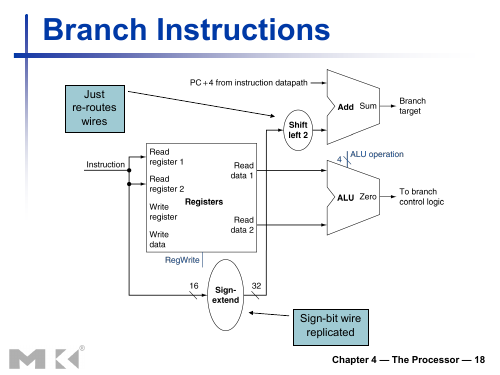 Branch Instructions
Just
re-routes
wires
PC+4 from instruction datapath
Add Sum
Branch
target
Shift
left 2
4
ALU operation
Instruction
Read
register 1
Read
register 2
Write
register
Write
data
Registers
Read
data 1
Read
data 2
ALU Zero
To branch
control logic
RegWrite
16
Sign-
extend
32
Sign-bit wire
replicated
MK®
Chapter 4 — The Processor — 18